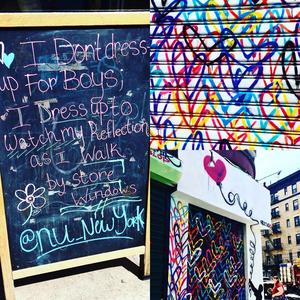 I Dont dress
up For Boys;
I Dress up to
watch my Reflection
as I walk
by store
windows
@nu_New York